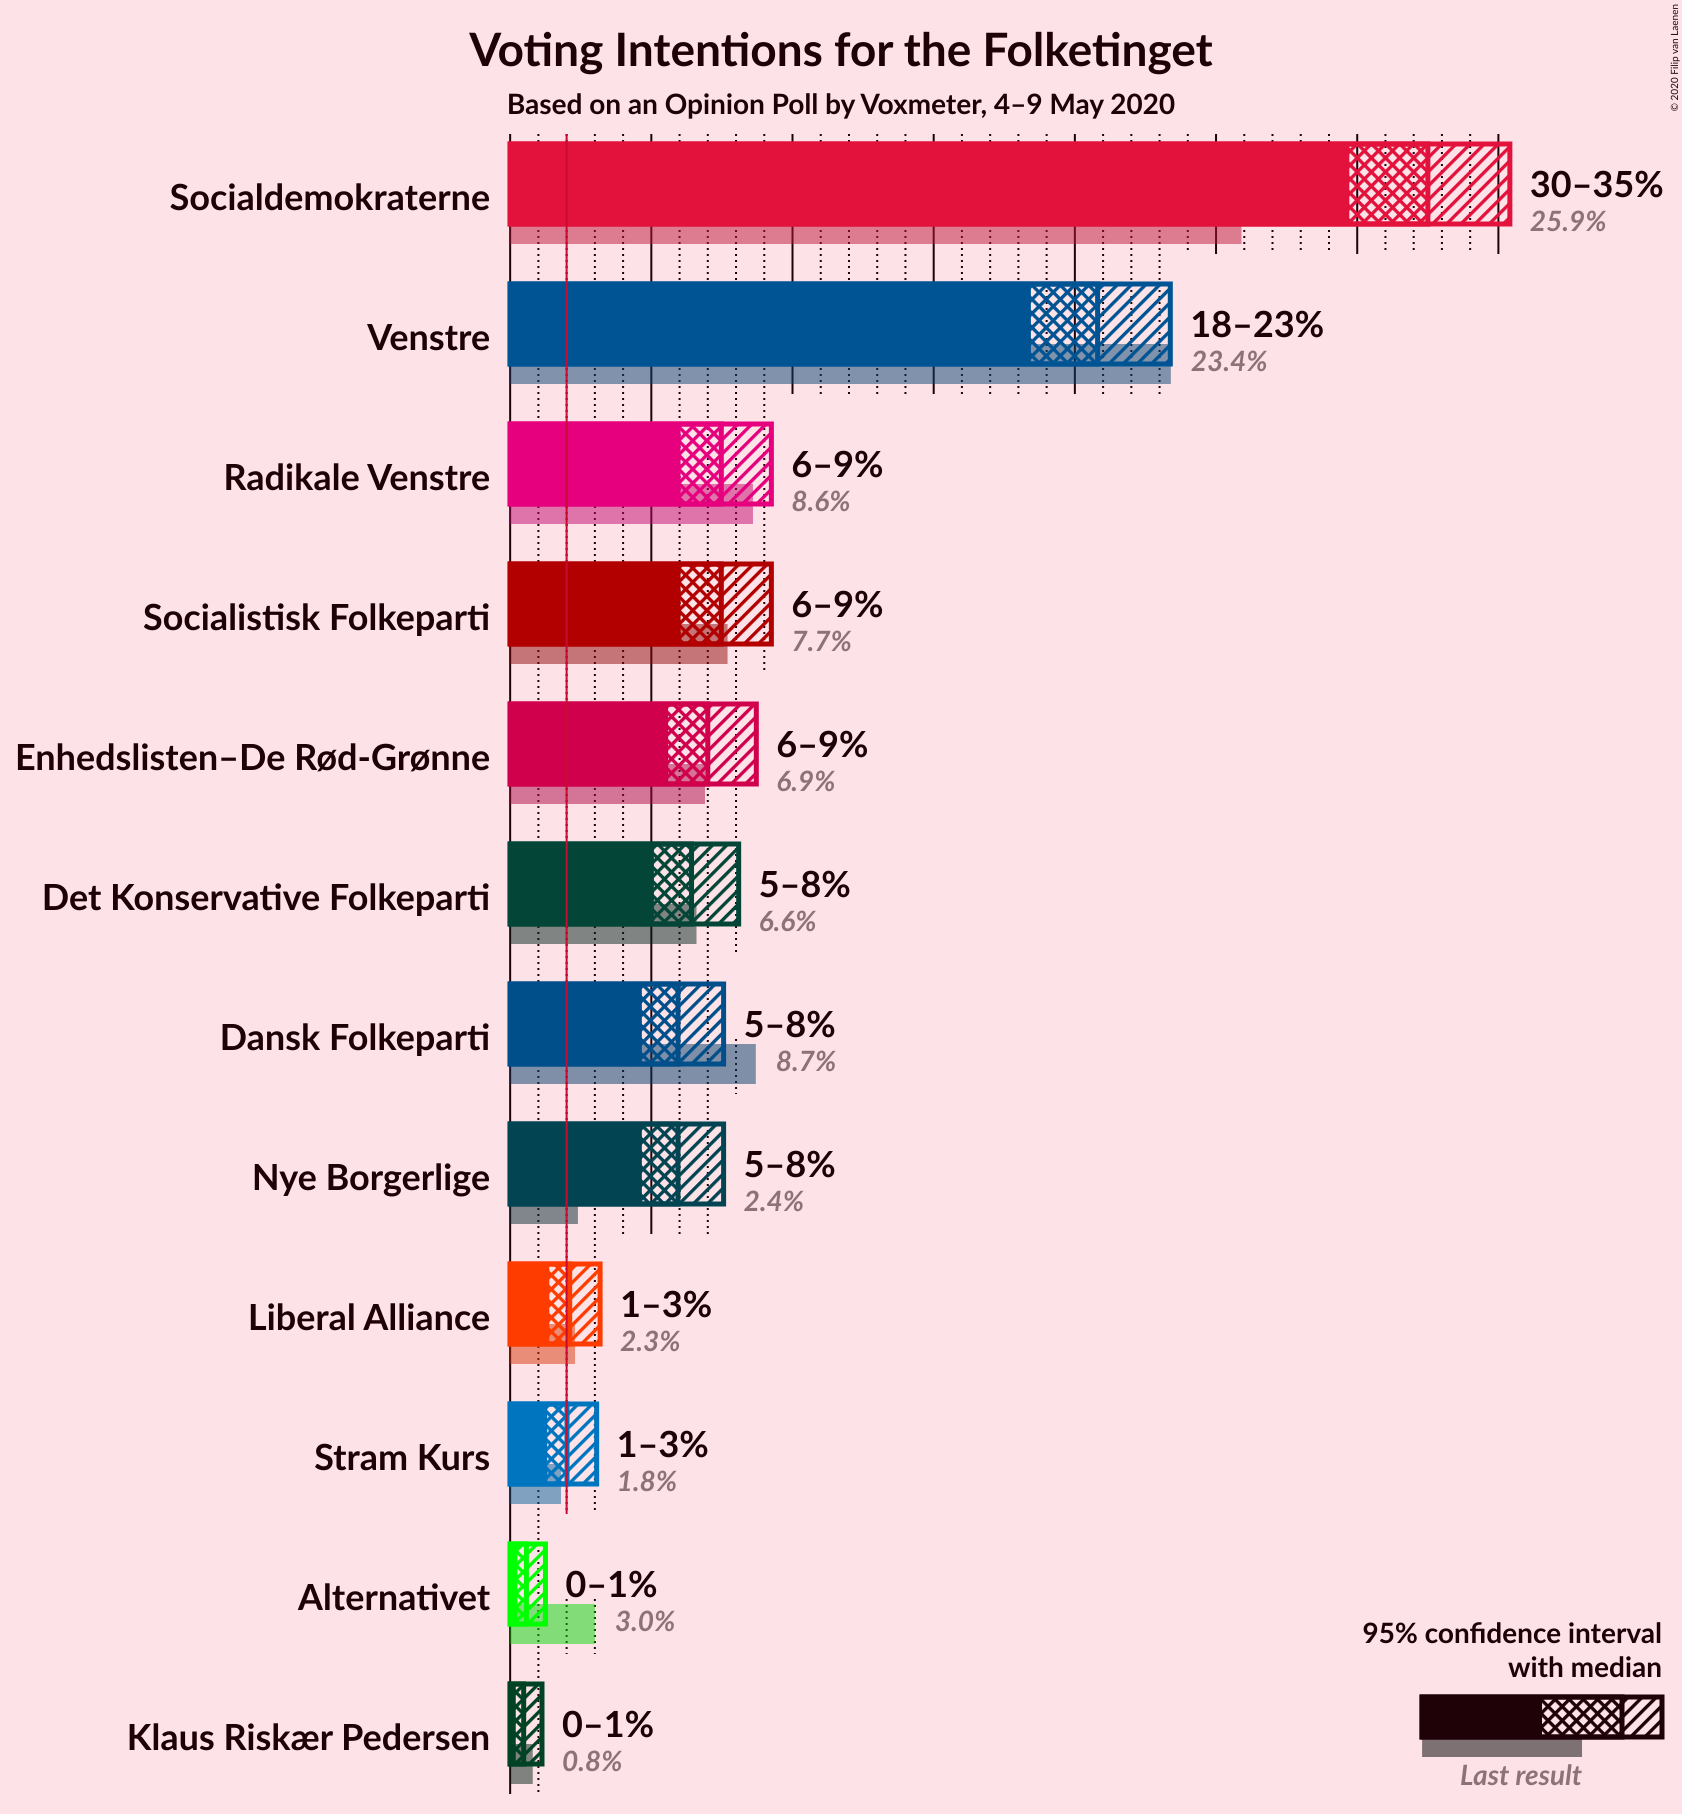 Voting Intentions for the Folketinget
Based on an Opinion Poll by Voxmeter, 4–9 May 2020
© 2020 Filip van Laenen
Socialdemokraterne
30–35%
25.9%
Venstre
18–23%
23.4%
Radikale Venstre
6–9%
8.6%
Socialistisk Folkeparti
6–9%
7.7%
Enhedslisten–De Rød-Grønne
6–9%
6.9%
Det Konservative Folkeparti
5–8%
6.6%
Dansk Folkeparti
5–8%
8.7%
Nye Borgerlige
5–8%
2.4%
Liberal Alliance
1–3%
2.3%
Stram Kurs
1–3%
1.8%
Alternativet
0–1%
3.0%
Klaus Riskær Pedersen
0–1%
0.8%
95% confidence interval
with median
Last result